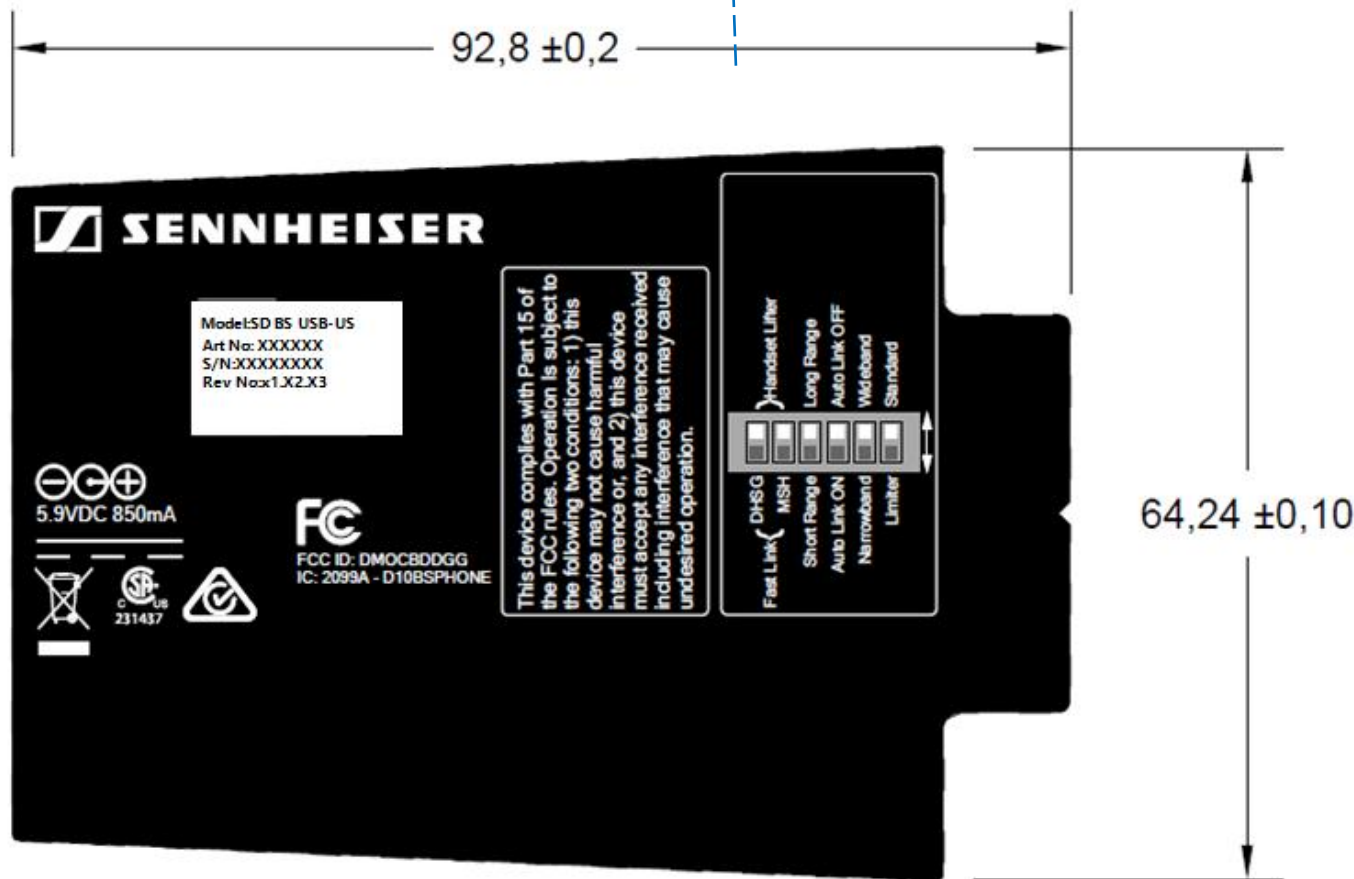 92,8 ±0,2
SENNHEISER
Model:SD BS USB-US
Art No: XXXXXX
S/N:XXXXXXXX
Rev No:x1.X2.X3
5.9VDC 850mA
FC
FCC ID: DMOCBDDGG
IC: 2099A - D10BSPHONE
SA
C US
231437
This device complies with Part 15 of
the FCC rules. Operation is subject to
the following two conditions: 1) this
device may not cause harmful
interference or, and 2) this device
must accept any interference received
including interference that may cause
undesired operation.
Handset Lifter
Long Range
Auto Link OFF
Wideband
Standard
Fast Link
DHSG
MSH
Short Range
Auto Link ON
Narrowband
Limiter
64,24 ±0,10